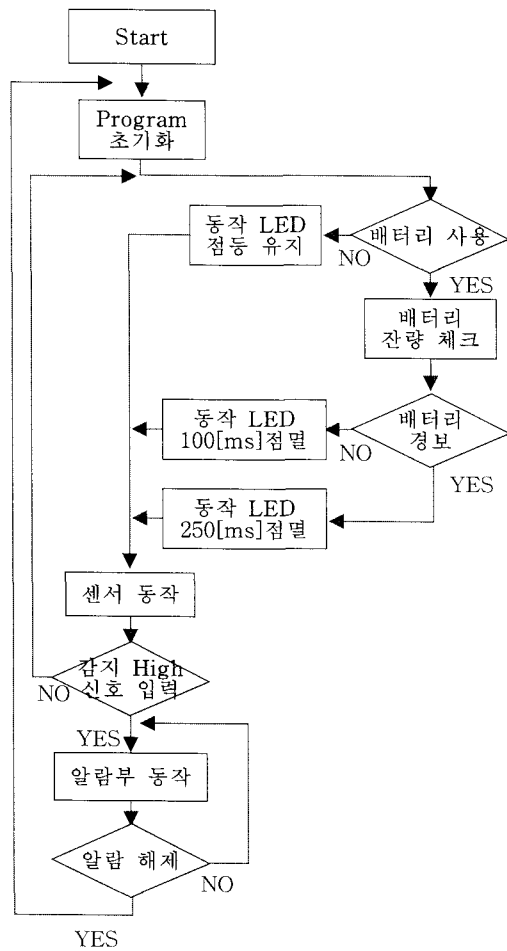 Start
Program
초기화
동작 LED
점등 유지
NO
배터리 사용
YES
배터리
잔량 체크
동작 LED
100[ms]점멸
NO
배터리
경보
YES
동작 LED
250[ms]점멸
센서 동작
감지 High
신호 입력
NO
YES
알람부 동작
알람 해제
NO
YES